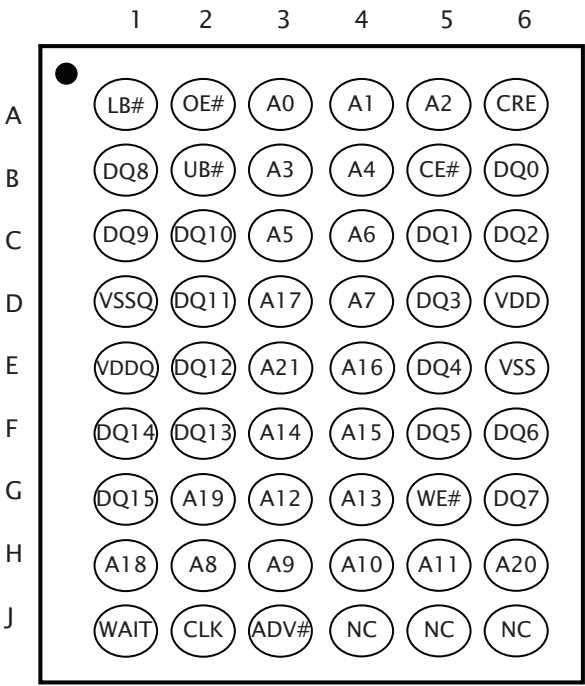 1 2 3 4 5 6
A LB# OE# A0 A1 A2 CRE
B DQ8 UB# A3 A4 CE# DQ0
C DQ9 DQ10 A5 A6 DQ1 DQ2
D VSSQ DQ11 A17 A7 DQ3 VDD
E VDDQ DQ12 A21 A16 DQ4 VSS
F DQ14 DQ13 A14 A15 DQ5 DQ6
G DQ15 A19 A12 A13 WE# DQ7
H A18 A8 A9 A10 A11 A20
J WAIT CLK ADV# NC NC NC